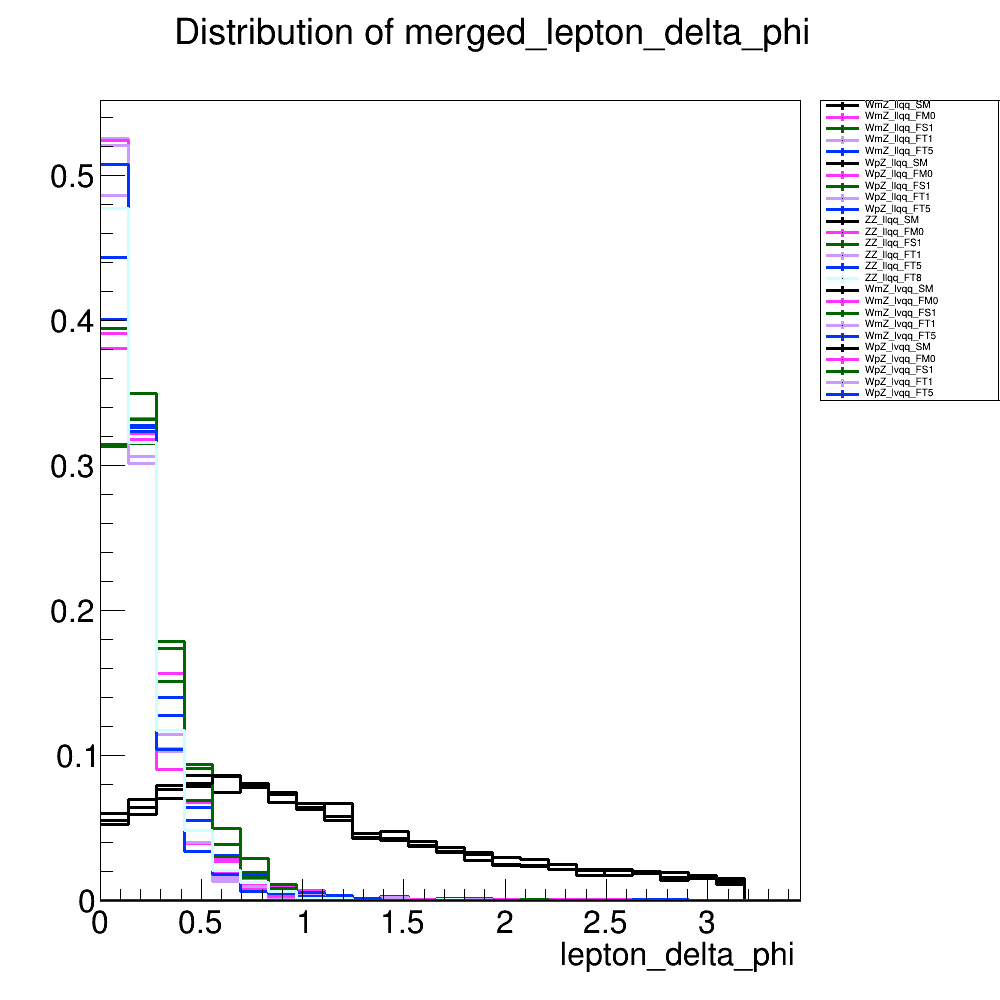 Distribution of merged_lepton_delta_phi
WmZ_llqq_SM
WmZ_llqq_FM0
WmZ_llqq_FS1
WmZ_llqq_FT1
WmZ_llqq_FT5
WpZ_llqq_SM
WpZ_llqq_FM0
WpZ_llqq_FS1
WpZ_llqq_FT1
WpZ_llqq_FT5
ZZ_llqq_SM
ZZ_llqq_FM0
ZZ_llqq_FS1
ZZ_llqq_FT1
ZZ_llqq_FT5
ZZ_llqq_FT8
WmZ_lvqq_SM
WmZ_lvqq_FM0
WmZ_lvqq_FS1
WmZ_lvqq_FT1
WmZ_lvqq_FT5
WpZ_lvqq_SM
WpZ_lvqq_FM0
WpZ_lvqq_FS1
WpZ_lvqq_FT1
WpZ_lvqq_FT5
0.5
0.4
0.3
0.2
0.1
0
0 0.5 1 1.5 2 2.5 3
lepton_delta_phi